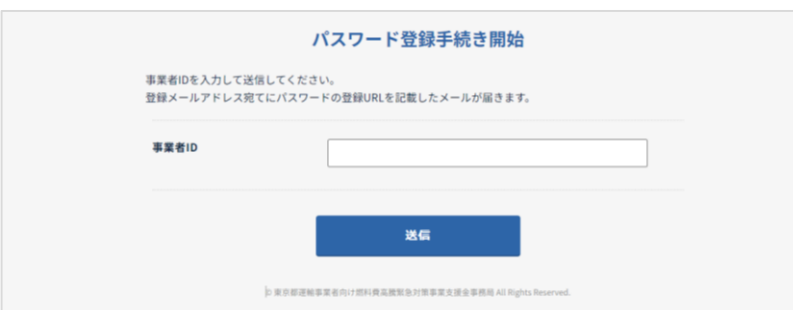 パスワード登録手続き開始
事業者IDを入力して送信してください。
登録メールアドレス宛てにパスワードの登録URLを記載したメールが届きます。
事業者ID
送信
© 東京都運輸事業者向け燃料費高騰緊急対策事業支援金事務局 All Rights Reserved.